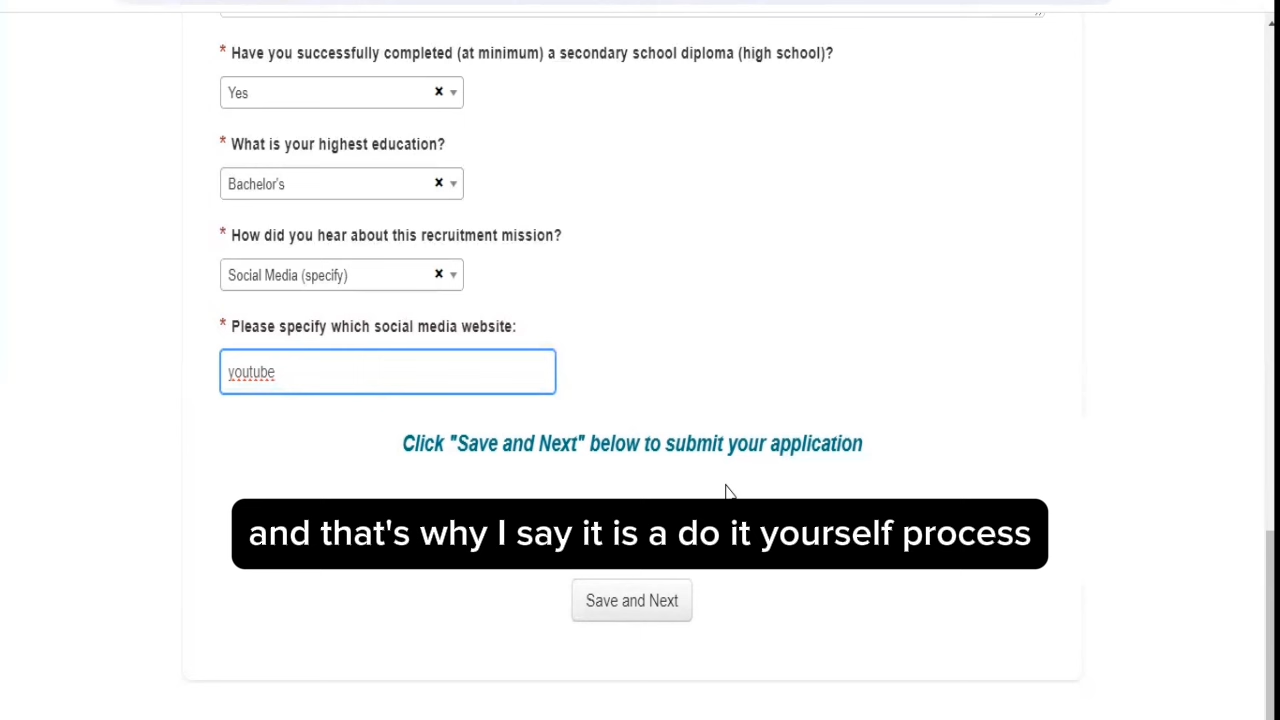 * Have you successfully completed (at minimum) a secondary school diploma (high school)?
Yes
* What is your highest education?
Bachelor's
* How did you hear about this recruitment mission?
Social Media (specify)
* Please specify which social media website:
youtube
Click "Save and Next" below to submit your application
and that's why I say it is a do it yourself process
Save and Next